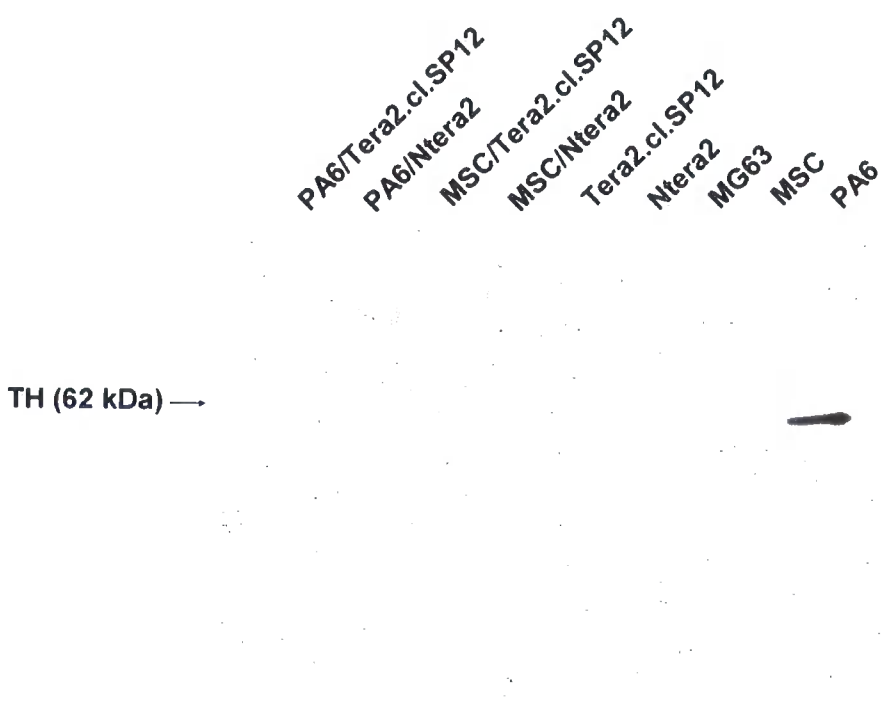 PA6/Tera2.cl.SP12
PA6/Ntera2
MSC/Tera2.cl.SP12
MSC/Ntera2
Tera2.cl.SP12
Ntera2
MG63
MSC
PA6
TH (62 kDa)